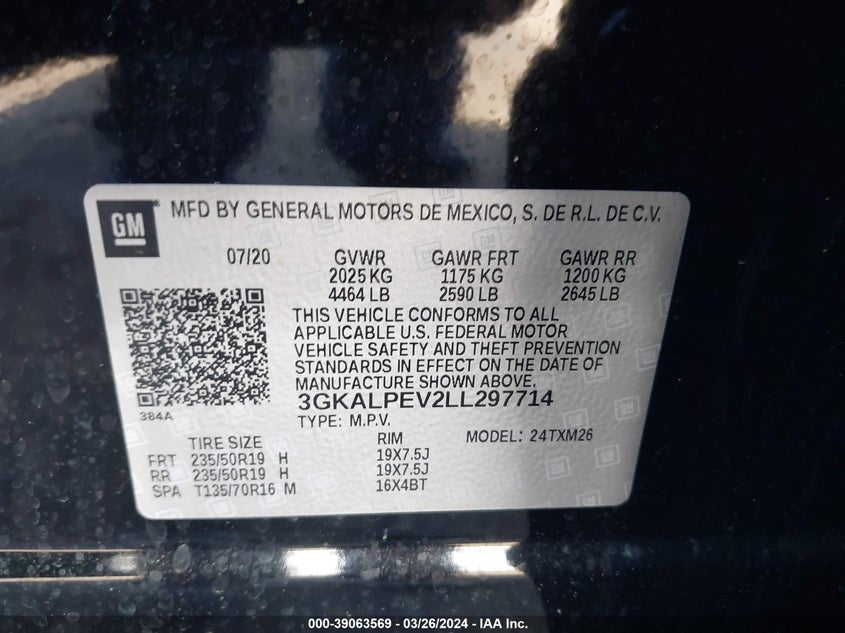 GM
MFD BY GENERAL MOTORS DE MEXICO, S. DE R.L. DE C.V.
07/20 GVWR GAWR FRT GAWR RR
2025 KG 1175 KG 1200 KG
4464 LB 2590 LB 2645 LB
THIS VEHICLE CONFORMS TO ALL
APPLICABLE U.S. FEDERAL MOTOR
VEHICLE SAFETY AND THEFT PREVENTION
STANDARDS IN EFFECT ON THE DATE OF
MANUFACTURE SHOWN ABOVE.
3GKALPEV2LL297714
384A
TYPE: M.P.V.
TIRE SIZE RIM MODEL: 24TXM26
FRT 235/50R19 H 19X7.5J
RR 235/50R19 H 19X7.5J
SPA T135/70R16 M 16X4BT
000-39063569 / 03/26/2024 - IAA Inc.